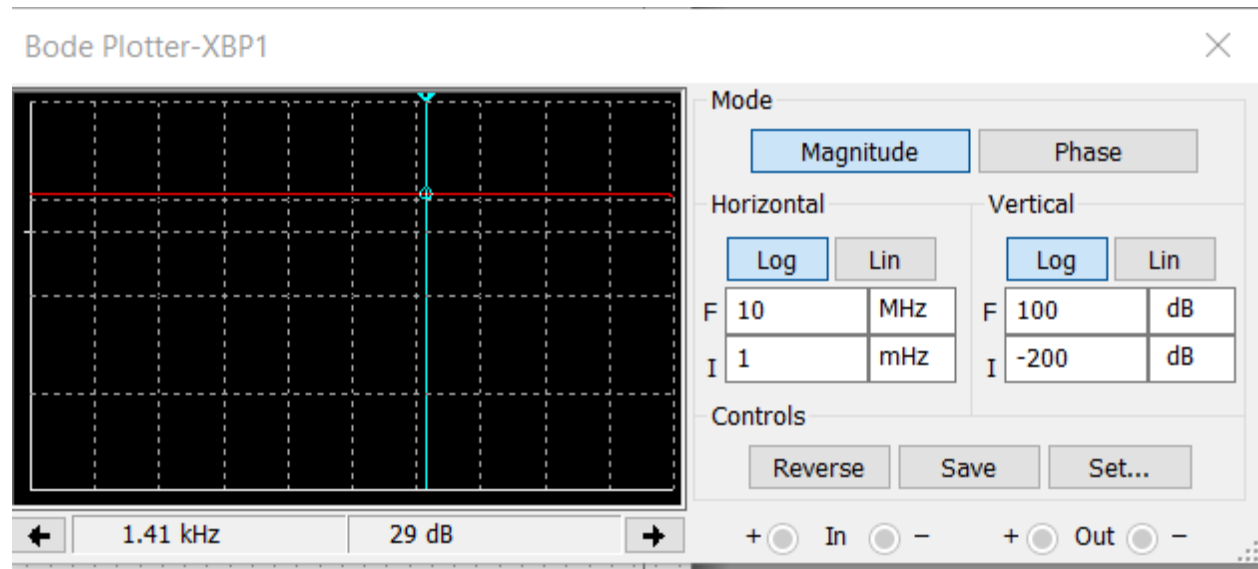 Bode Plotter-XBP1
Mode
Magnitude Phase
Horizontal Vertical
Log Lin Log Lin
F 10 MHz F 100 dB
I 1 mHz I -200 dB
Controls
Reverse Save Set...
1.41 kHz 29 dB + In − + Out −